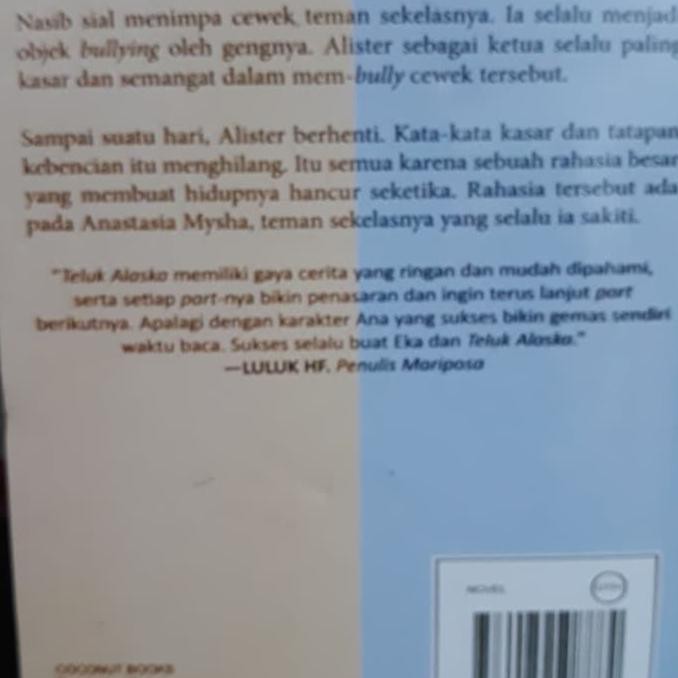 Nasib sial menimpa cewek teman sekelasnya. Ia selalu menjad
objek bullying oleh gengnya. Alister sebagai ketua selalu paling
kasar dan semangat dalam mem-bully cewek tersebut.
Sampai suatu hari, Alister berhenti. Kata-kata kasar dan tatapan
kebencian itu menghilang. Itu semua karena sebuah rahasia besar
yang membuat hidupnya hancur seketika. Rahasia tersebut ada
pada Anastasia Mysha, teman sekelasnya yang selalu ia sakiti.
"Teluk Alaska memiliki gaya cerita yang ringan dan mudah dipahami,
serta setiap part-nya bikin penasaran dan ingin terus lanjut part
berikutnya. Apalagi dengan karakter Ana yang sukses bikin gemas sendiri
waktu baca. Sukses selalu buat Eka dan Teluk Alaska."
—LULUK HF. Penulis Mariposa
NOVEL
COCONUT BOOKS